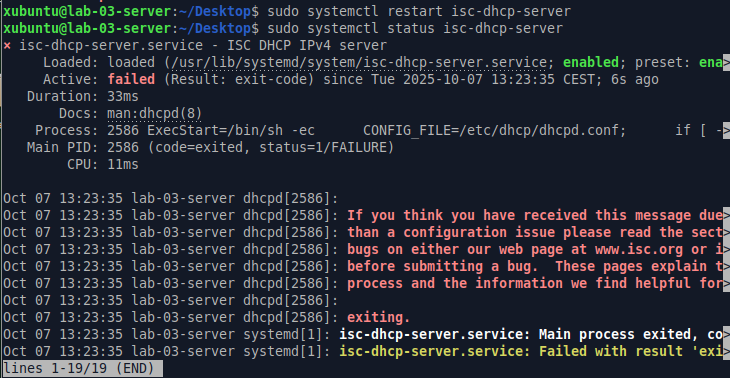 xubuntu@lab-03-server:~/Desktop$ sudo systemctl restart isc-dhcp-server
xubuntu@lab-03-server:~/Desktop$ sudo systemctl status isc-dhcp-server
× isc-dhcp-server.service - ISC DHCP IPv4 server
     Loaded: loaded (/usr/lib/systemd/system/isc-dhcp-server.service; enabled; preset: ena>
     Active: failed (Result: exit-code) since Tue 2025-10-07 13:23:35 CEST; 6s ago
   Duration: 33ms
       Docs: man:dhcpd(8)
    Process: 2586 ExecStart=/bin/sh -ec      CONFIG_FILE=/etc/dhcp/dhcpd.conf;      if [ ->
   Main PID: 2586 (code=exited, status=1/FAILURE)
        CPU: 11ms
Oct 07 13:23:35 lab-03-server dhcpd[2586]:
Oct 07 13:23:35 lab-03-server dhcpd[2586]: If you think you have received this message due>
Oct 07 13:23:35 lab-03-server dhcpd[2586]: than a configuration issue please read the sect>
Oct 07 13:23:35 lab-03-server dhcpd[2586]: bugs on either our web page at www.isc.org or i>
Oct 07 13:23:35 lab-03-server dhcpd[2586]: before submitting a bug.  These pages explain t>
Oct 07 13:23:35 lab-03-server dhcpd[2586]: process and the information we find helpful for>
Oct 07 13:23:35 lab-03-server dhcpd[2586]:
Oct 07 13:23:35 lab-03-server dhcpd[2586]: exiting.
Oct 07 13:23:35 lab-03-server systemd[1]: isc-dhcp-server.service: Main process exited, co>
Oct 07 13:23:35 lab-03-server systemd[1]: isc-dhcp-server.service: Failed with result 'exi>
lines 1-19/19 (END)